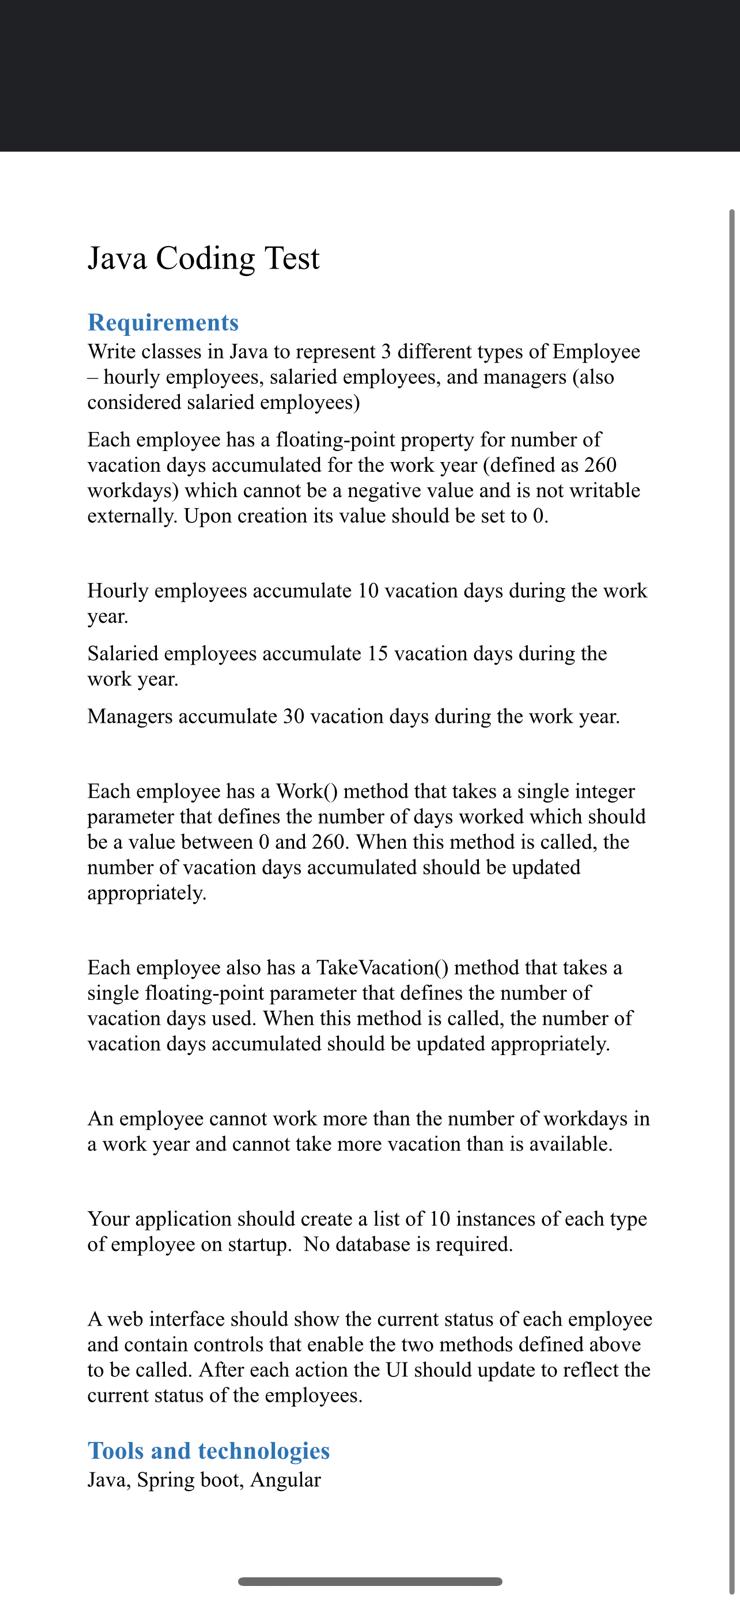 Java Coding Test
Requirements
Write classes in Java to represent 3 different types of Employee
– hourly employees, salaried employees, and managers (also
considered salaried employees)
Each employee has a floating-point property for number of
vacation days accumulated for the work year (defined as 260
workdays) which cannot be a negative value and is not writable
externally. Upon creation its value should be set to 0.
Hourly employees accumulate 10 vacation days during the work
year.
Salaried employees accumulate 15 vacation days during the
work year.
Managers accumulate 30 vacation days during the work year.
Each employee has a Work() method that takes a single integer
parameter that defines the number of days worked which should
be a value between 0 and 260. When this method is called, the
number of vacation days accumulated should be updated
appropriately.
Each employee also has a TakeVacation() method that takes a
single floating-point parameter that defines the number of
vacation days used. When this method is called, the number of
vacation days accumulated should be updated appropriately.
An employee cannot work more than the number of workdays in
a work year and cannot take more vacation than is available.
Your application should create a list of 10 instances of each type
of employee on startup.  No database is required.
A web interface should show the current status of each employee
and contain controls that enable the two methods defined above
to be called. After each action the UI should update to reflect the
current status of the employees.
Tools and technologies
Java, Spring boot, Angular